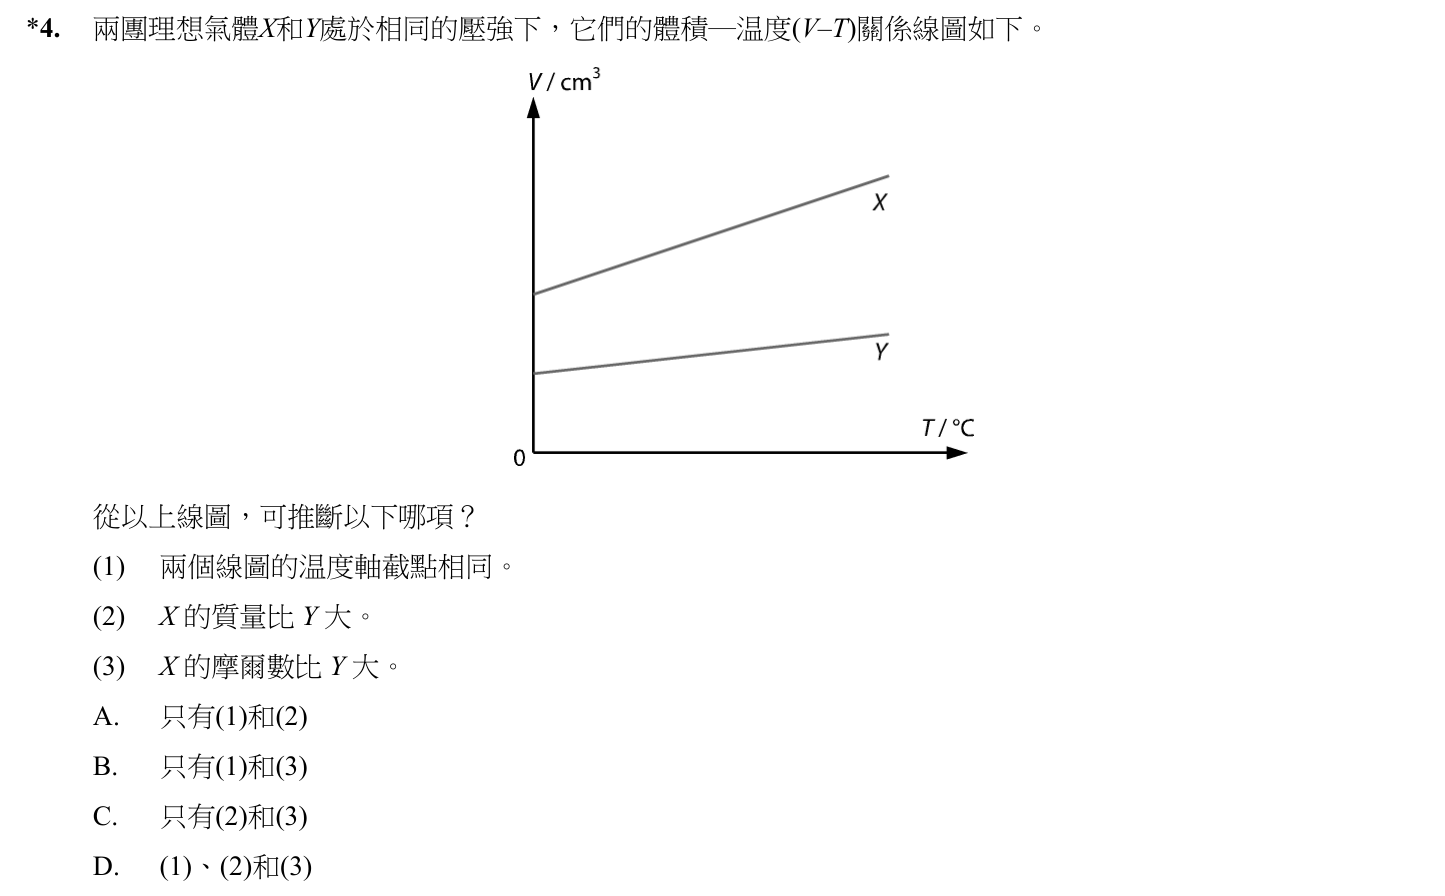 *4. 兩團理想氣體X和Y處於相同的壓強下，它們的體積—温度(V–T)關係線圖如下。
V / cm³
X
Y
T / °C
0
從以上線圖，可推斷以下哪項？
(1) 兩個線圖的温度軸截點相同。
(2) X 的質量比 Y 大。
(3) X 的摩爾數比 Y 大。
A. 只有(1)和(2)
B. 只有(1)和(3)
C. 只有(2)和(3)
D. (1)、(2)和(3)